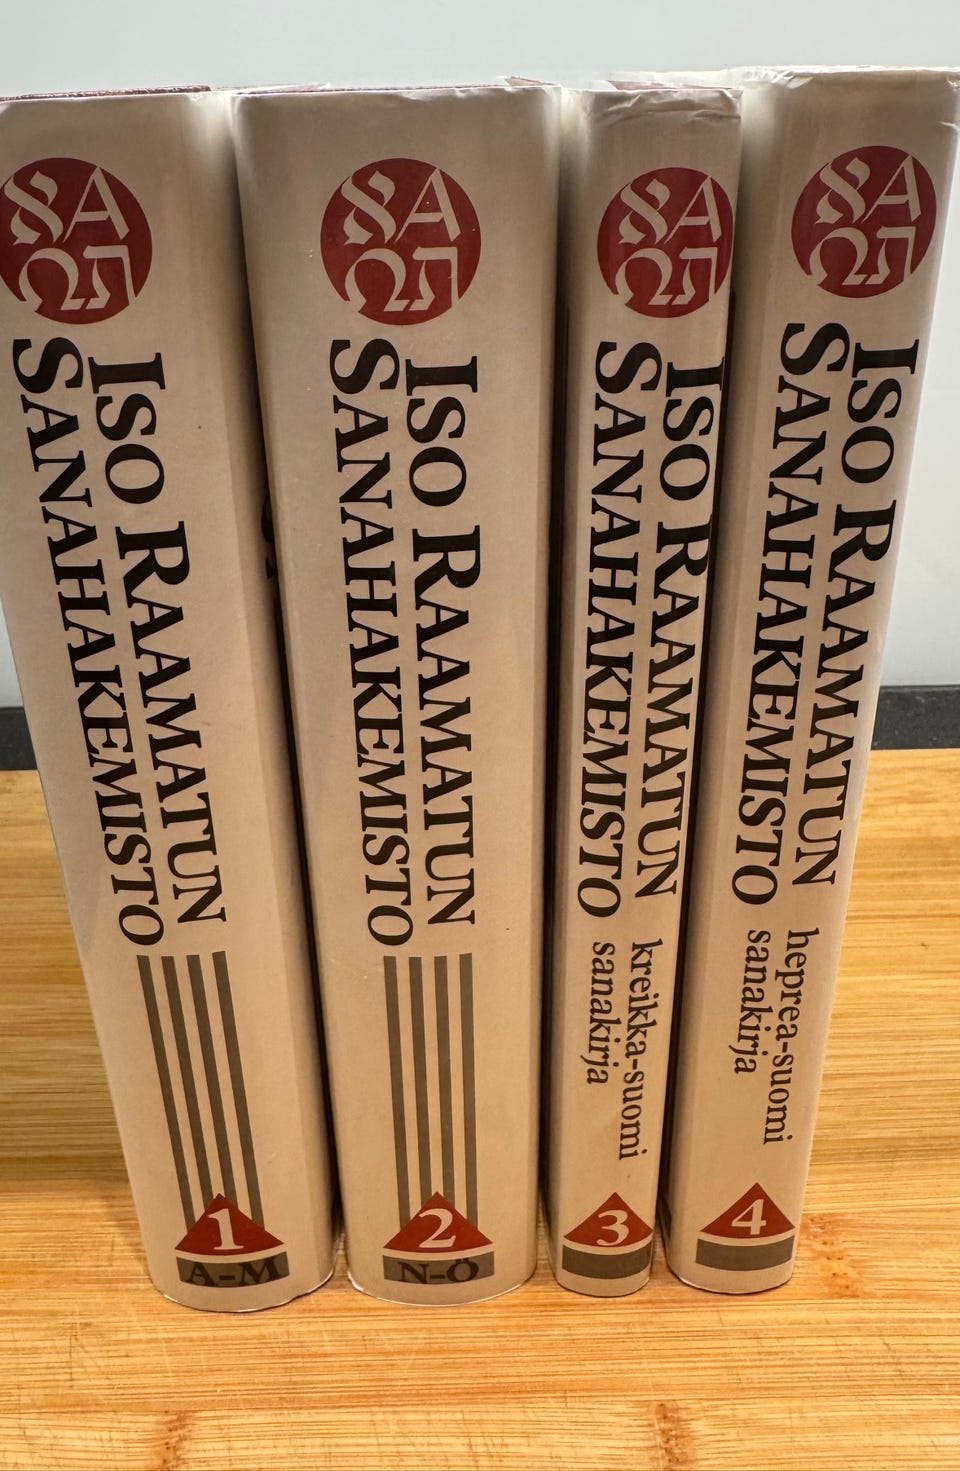 ISO RAAMATUN
SANAHAKEMISTO
1
A-M
ISO RAAMATUN
SANAHAKEMISTO
2
N-Ö
ISO RAAMATUN
SANAHAKEMISTO
kreikka-suomi
sanakirja
3
ISO RAAMATUN
SANAHAKEMISTO
heprea-suomi
sanakirja
4